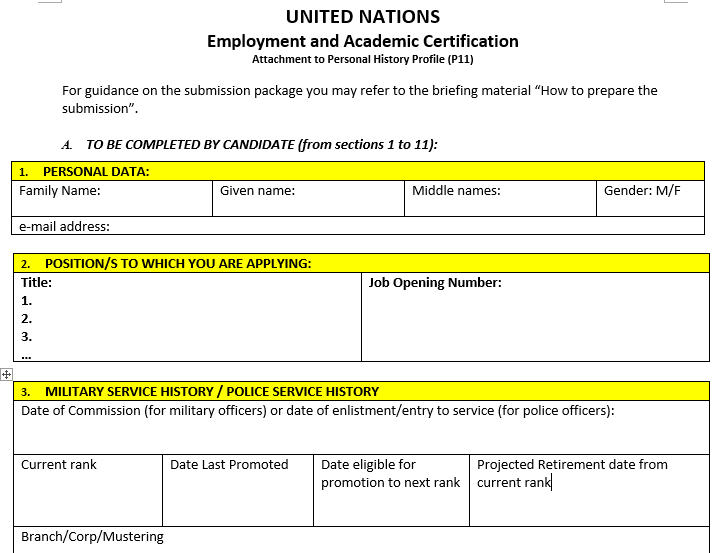 UNITED NATIONS
Employment and Academic Certification
Attachment to Personal History Profile (P11)
For guidance on the submission package you may refer to the briefing material “How to prepare the
submission”.
A. TO BE COMPLETED BY CANDIDATE (from sections 1 to 11):
1. PERSONAL DATA:
Family Name: Given name: Middle names: Gender: M/F
e-mail address:
2. POSITION/S TO WHICH YOU ARE APPLYING:
Title: Job Opening Number:
1.
2.
3.
...
3. MILITARY SERVICE HISTORY / POLICE SERVICE HISTORY
Date of Commission (for military officers) or date of enlistment/entry to service (for police officers):
Current rank Date Last Promoted Date eligible for Projected Retirement date from
promotion to next rank current rank
Branch/Corp/Mustering